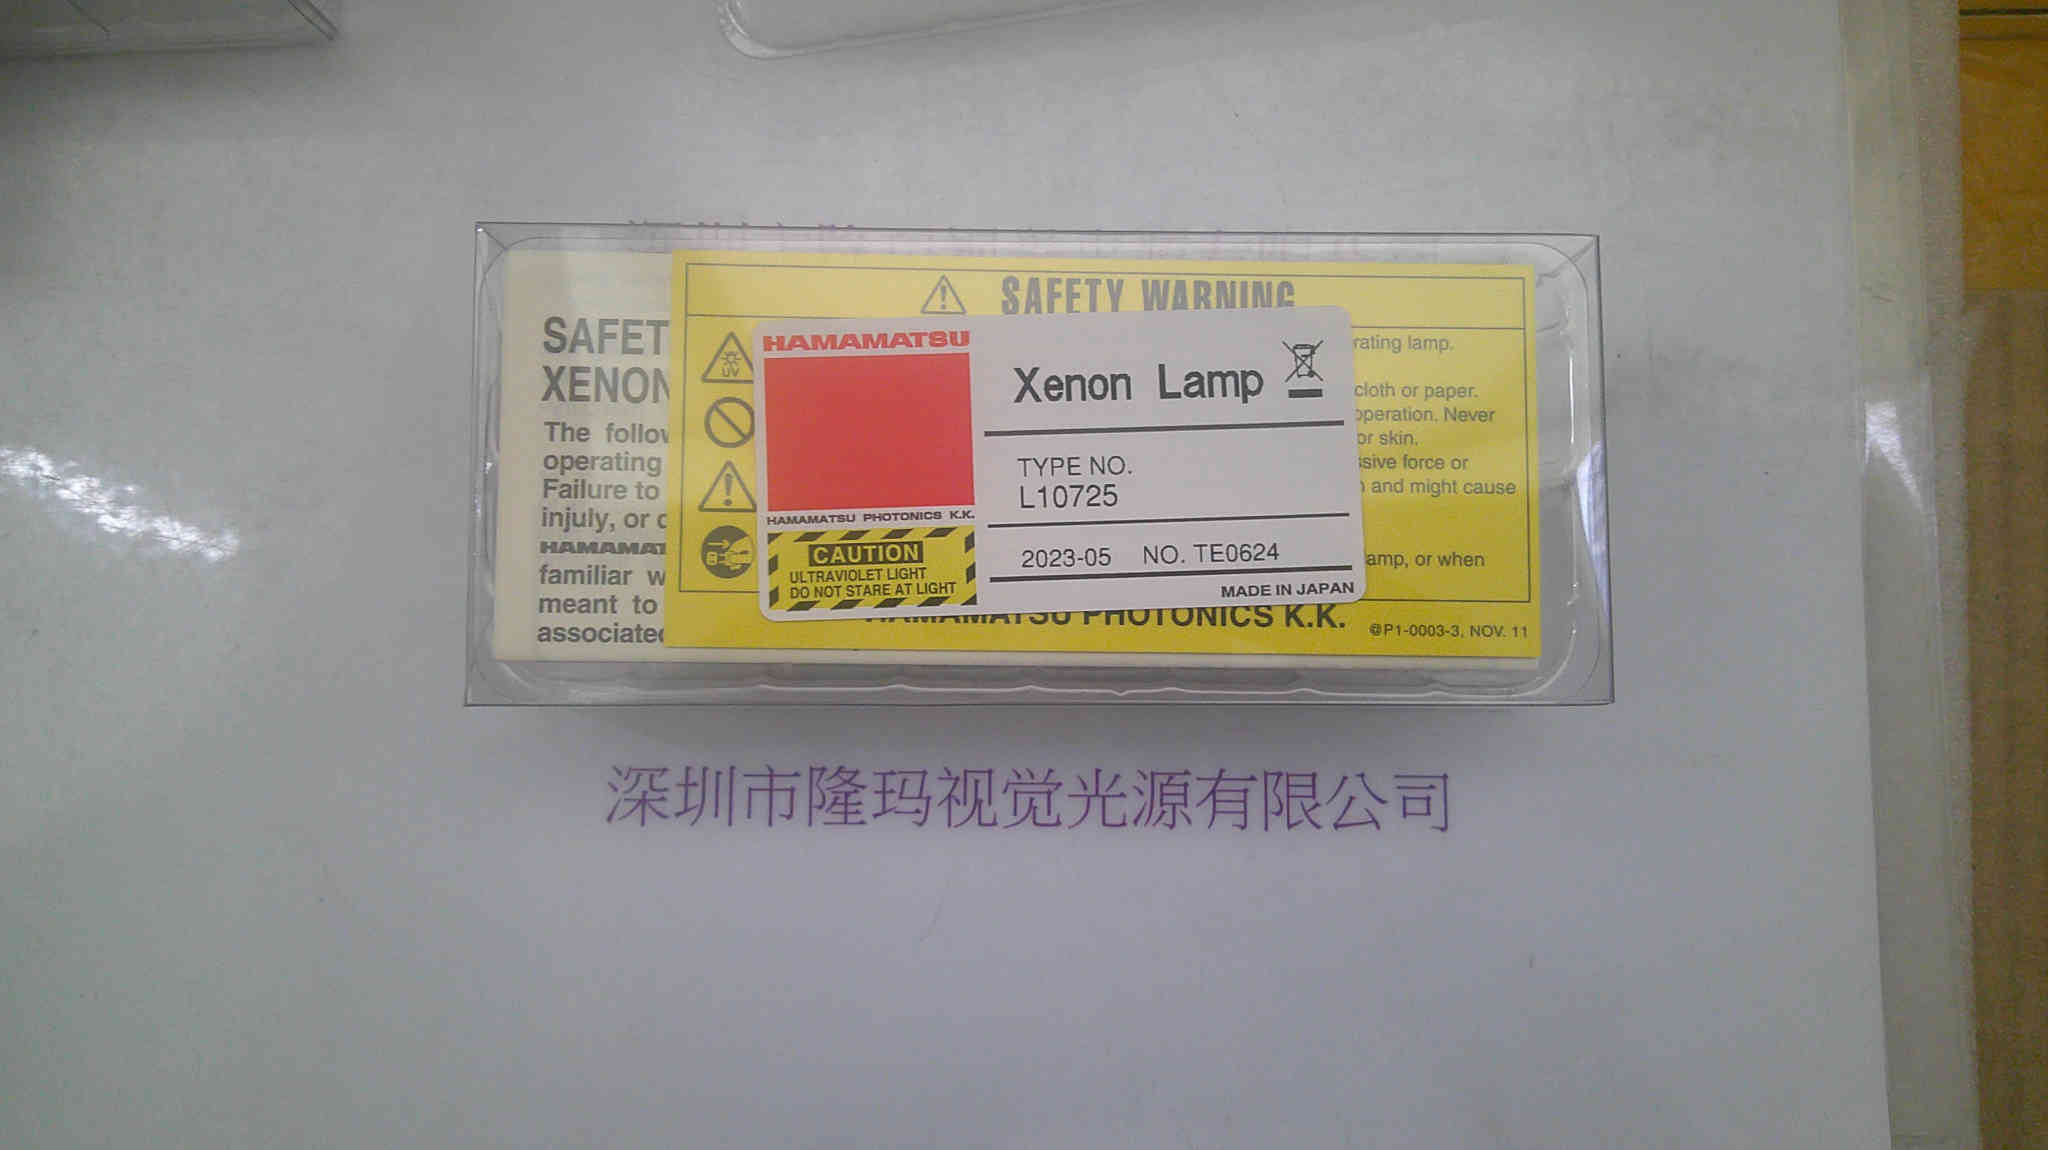 SAFETY WARNING
SAFET
XENON
The follow
operating
Failure to
injuly, or
HAMAMAT
familiar w
meant to
associated
UV
HAMAMATSU
HAMAMATSU PHOTONICS K.K.
CAUTION
ULTRAVIOLET LIGHT
DO NOT STARE AT LIGHT
Xenon Lamp
TYPE NO.
L10725
2023-05 NO. TE0624
MADE IN JAPAN
rating lamp.
cloth or paper.
operation. Never
or skin.
ssive force or
and might cause
amp, or when
HAMAMATSU PHOTONICS K.K.
@P1-0003-3, NOV. 11
深圳市隆玛视觉光源有限公司